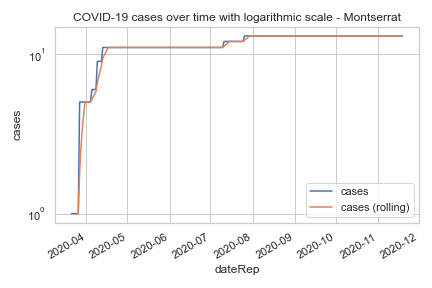 COVID-19 cases over time with logarithmic scale - Montserrat
10¹
10⁰
cases
cases
cases (rolling)
2020-04
2020-05
2020-06
2020-07
2020-08
2020-09
2020-10
2020-11
2020-12
dateRep